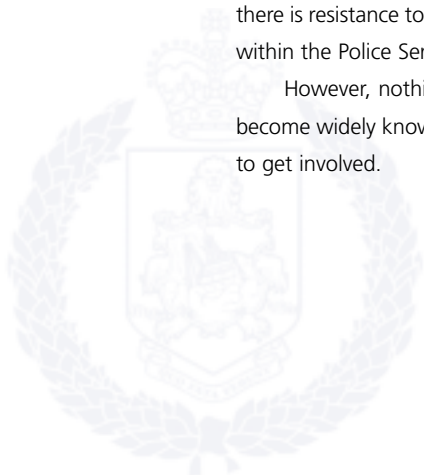 there is resistance to
within the Police Ser
However, nothi
become widely know
to get involved.